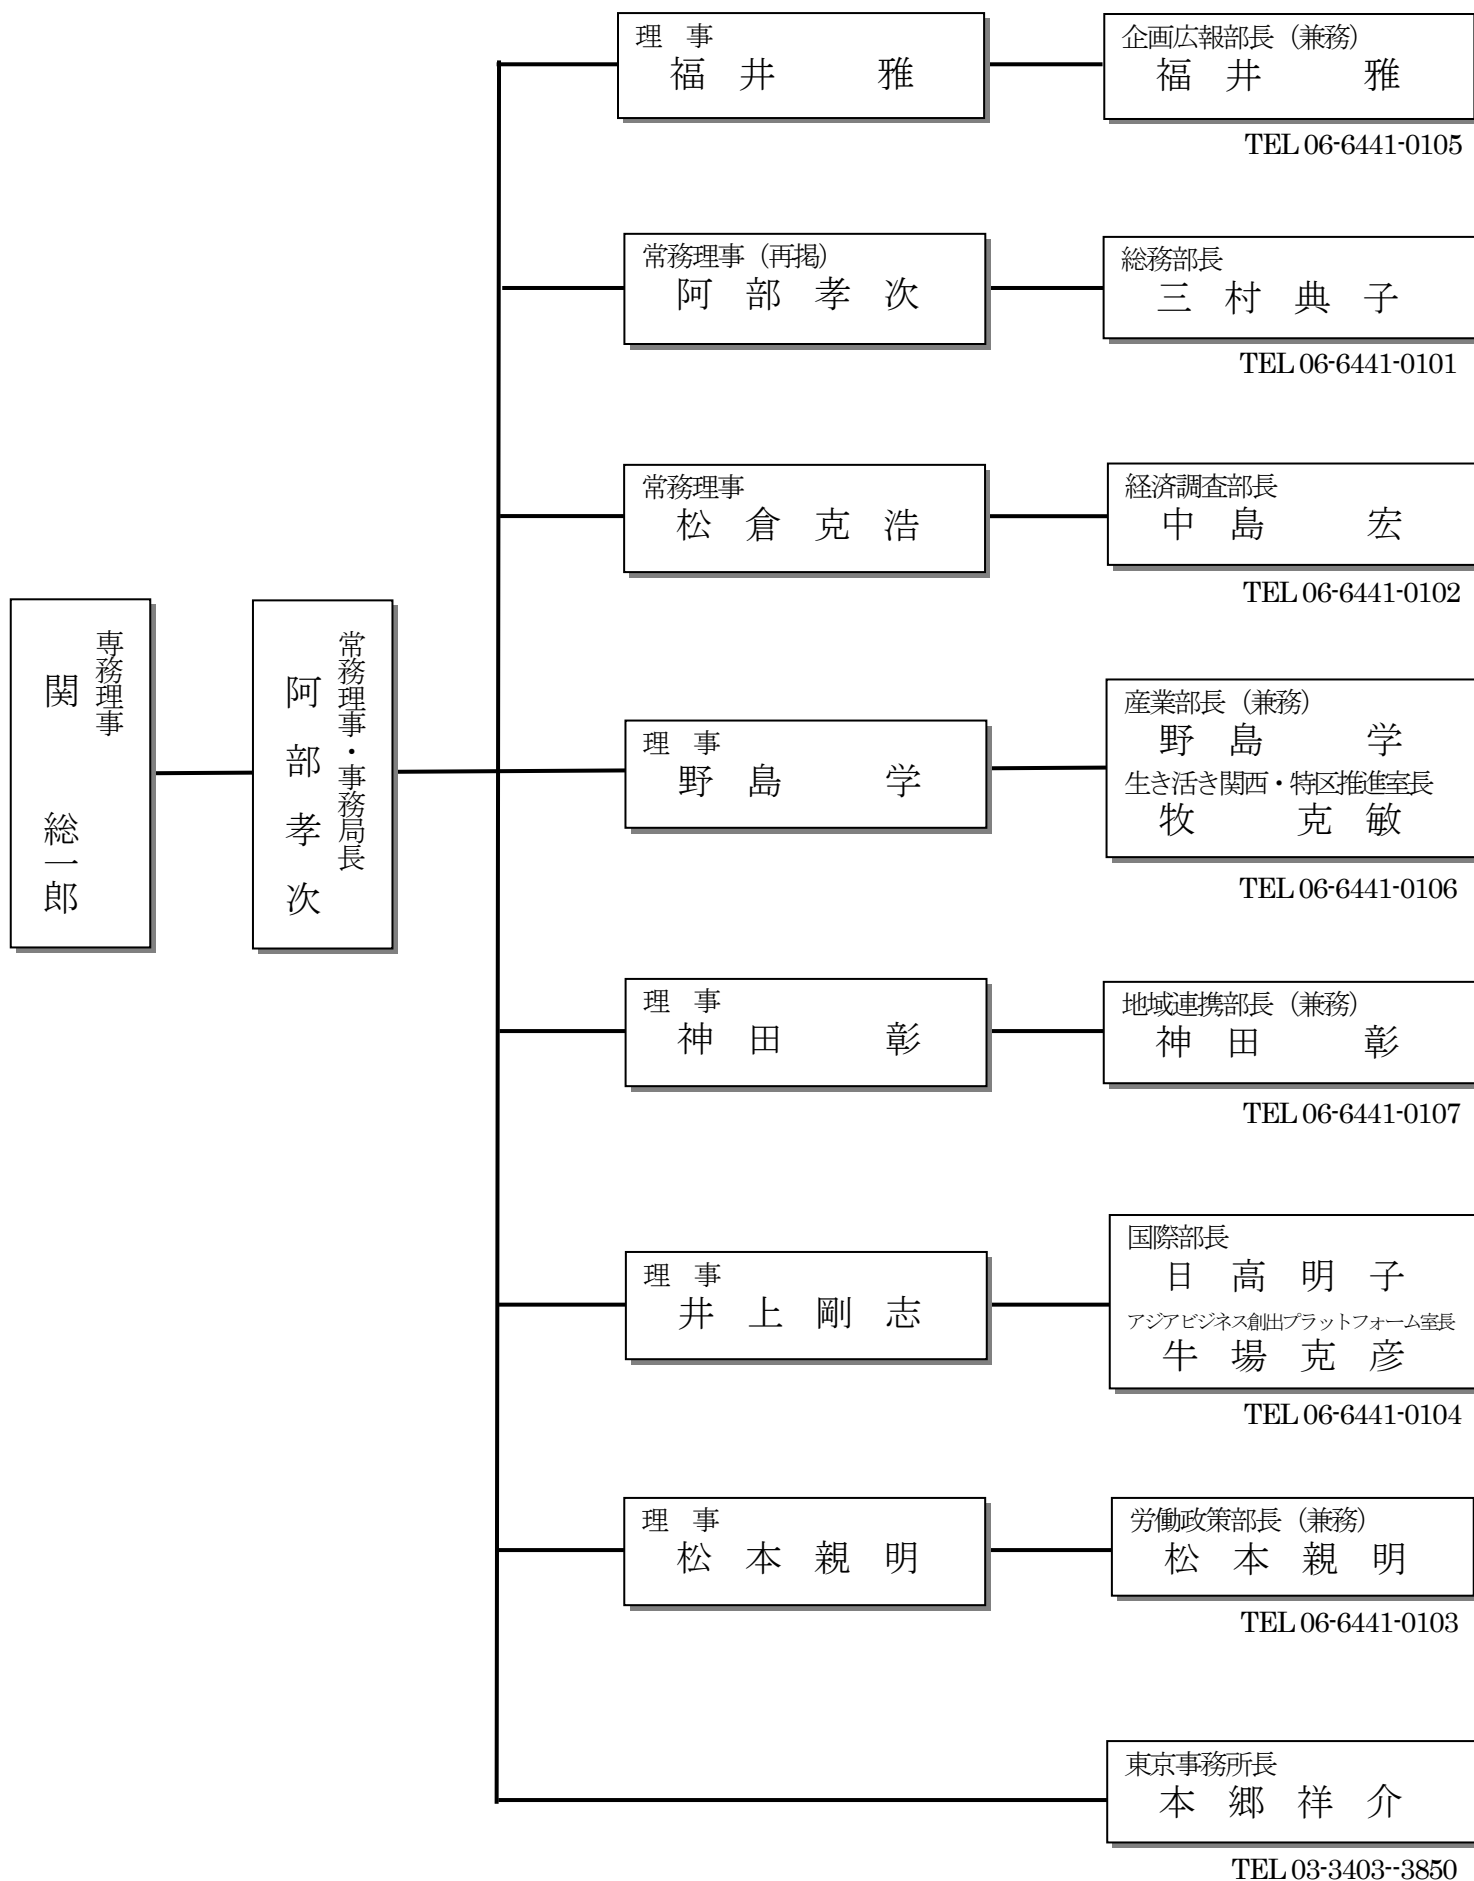 専務理事
関　総一郎
常務理事・事務局長
阿部孝次
理　事
福井　雅
企画広報部長（兼務）
福井　雅
TEL 06-6441-0105
常務理事（再掲）
阿部孝次
総務部長
三村典子
TEL 06-6441-0101
常務理事
松倉克浩
経済調査部長
中島　宏
TEL 06-6441-0102
理　事
野島　学
産業部長（兼務）
野島　学
生き活き関西・特区推進室長
牧　克敏
TEL 06-6441-0106
理　事
神田　彰
地域連携部長（兼務）
神田　彰
TEL 06-6441-0107
理　事
井上剛志
国際部長
日高明子
アジアビジネス創出プラットフォーム室長
牛場克彦
TEL 06-6441-0104
理　事
松本親明
労働政策部長（兼務）
松本親明
TEL 06-6441-0103
東京事務所長
本郷祥介
TEL 03-3403--3850